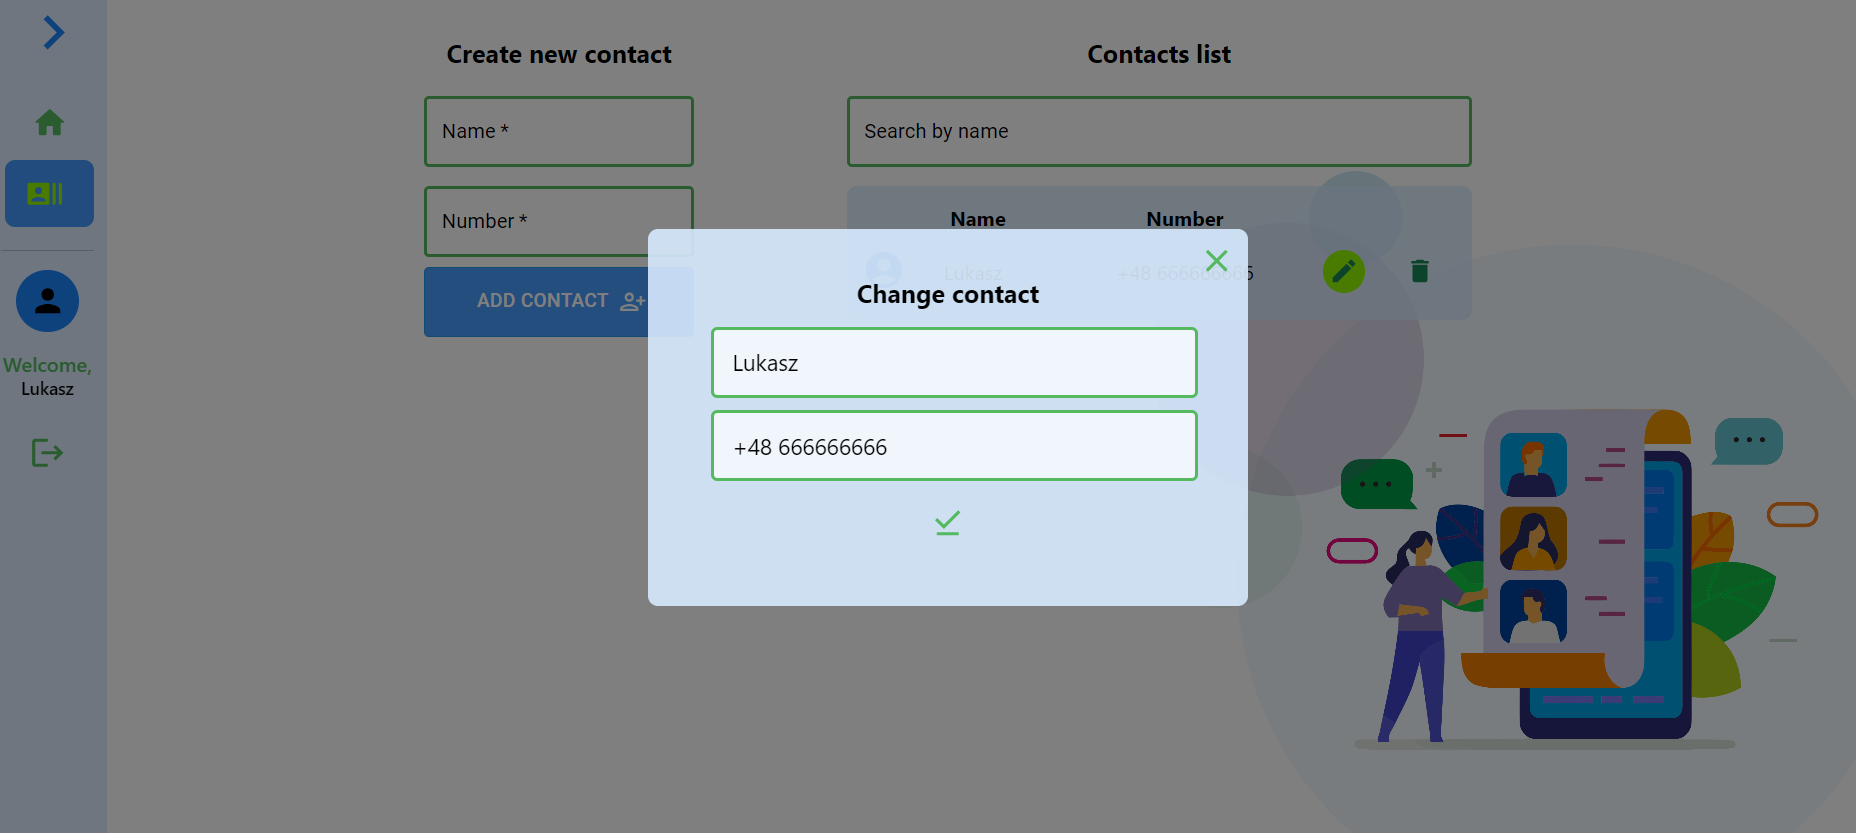 Create new contact
Name *
Number *
ADD CONTACT
Contacts list
Search by name
Name Number
Lukasz +48 666666666
Change contact
Lukasz
+48 666666666
Welcome,
Lukasz